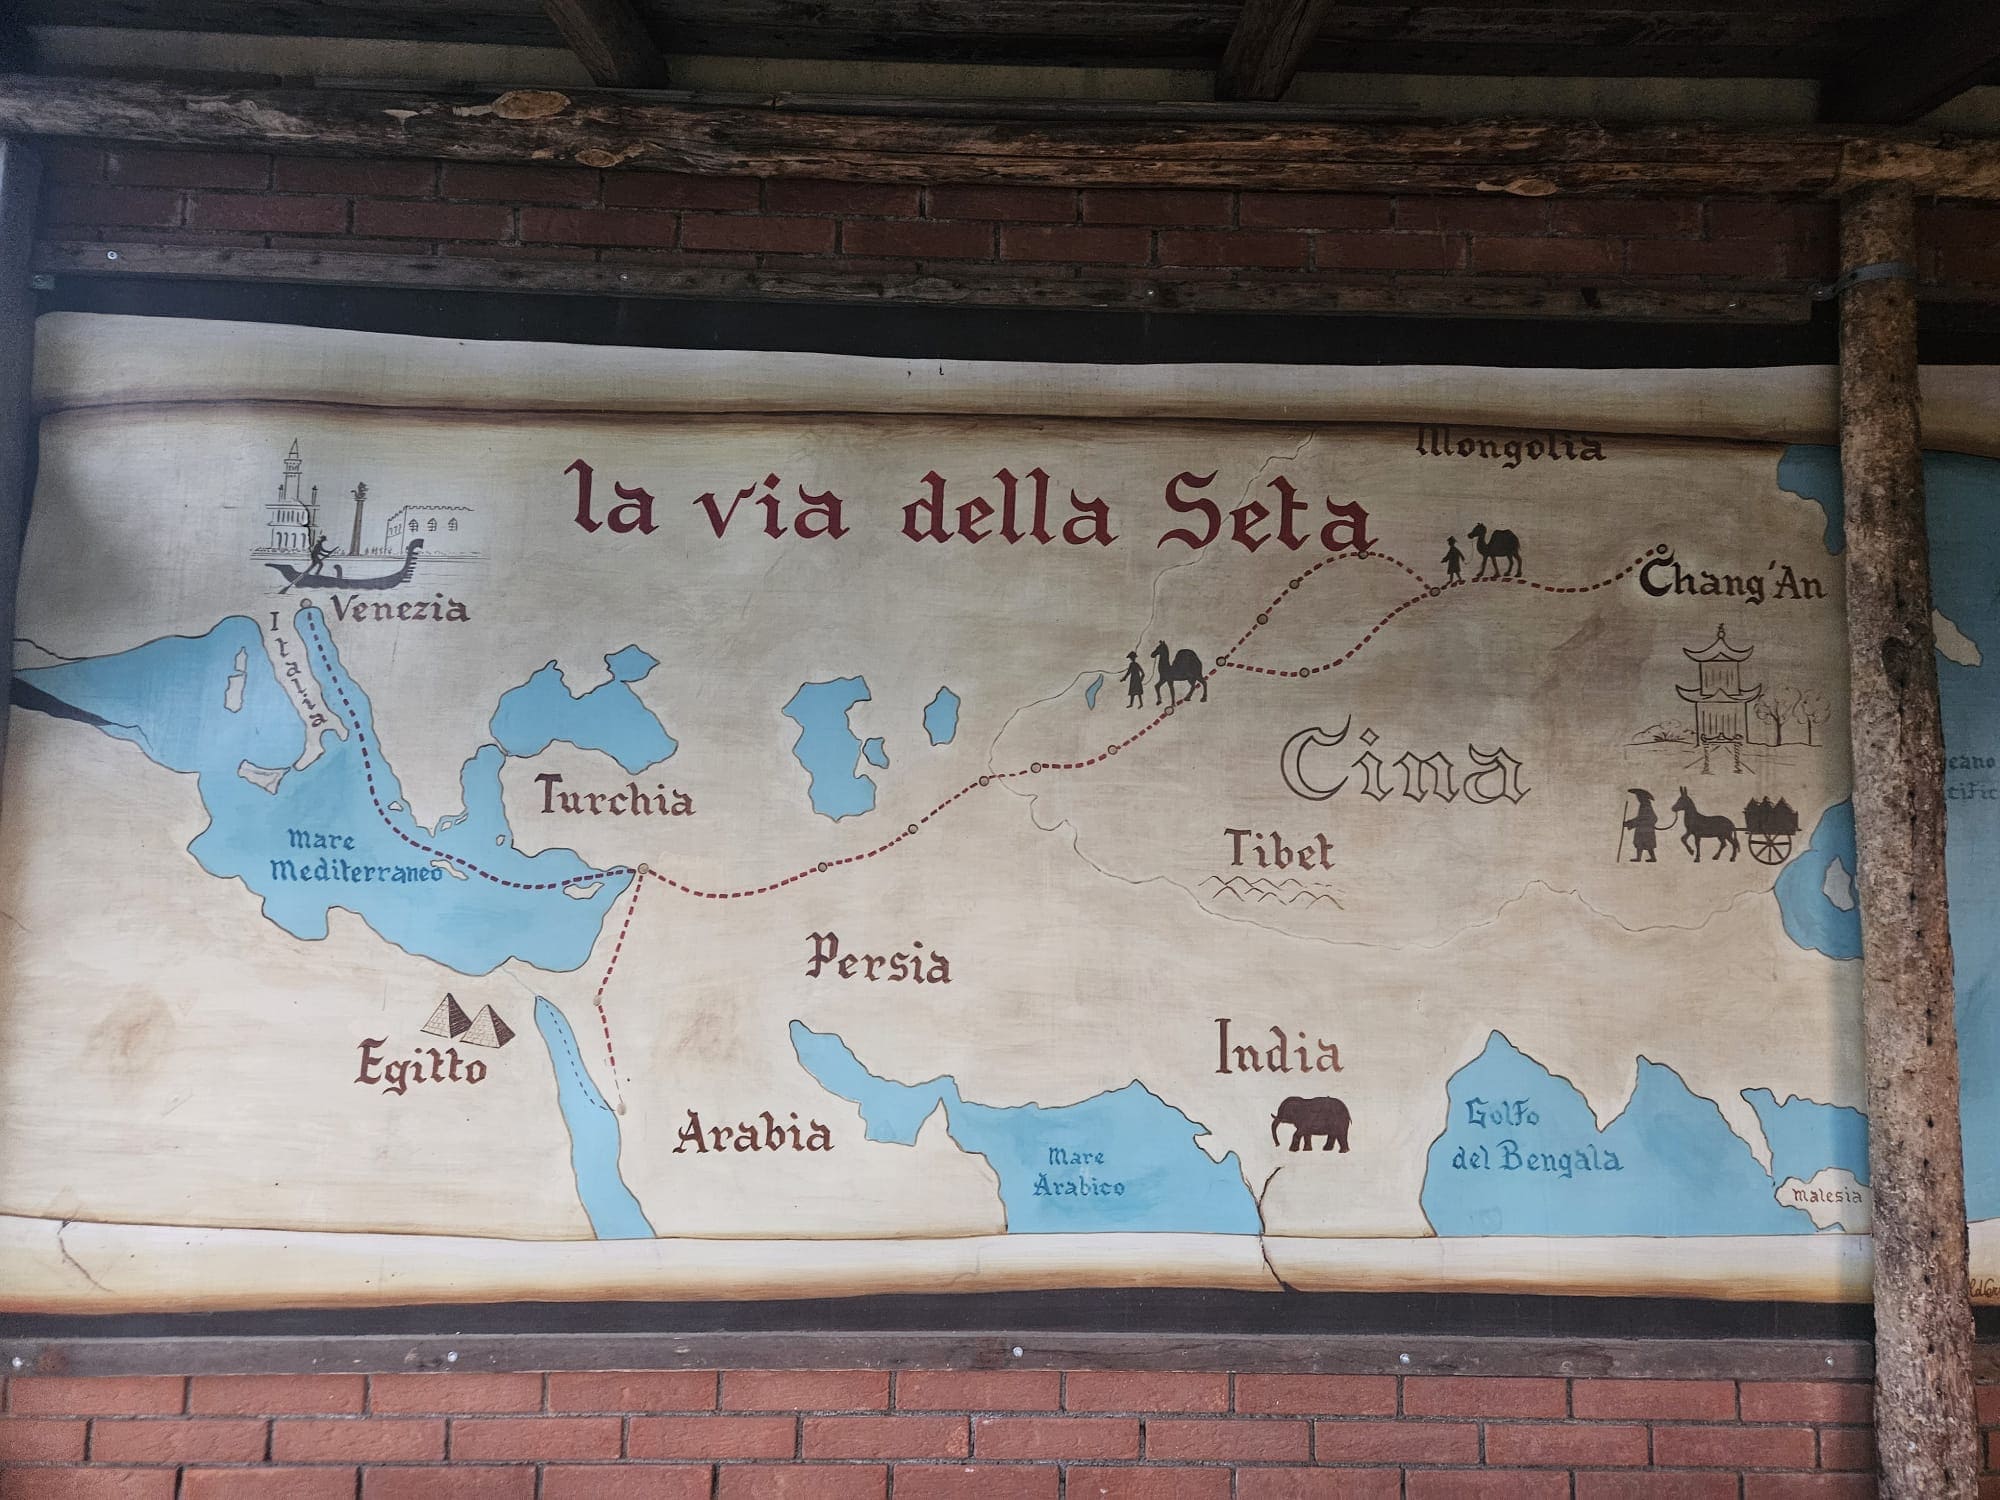 Mongolia
la via della Seta
Chang'An
Venezia
Italia
Cina
Turchia
Mare
Mediterraneo
Tibet
Persia
Egitto
India
Arabia
Mare
Arabico
Golfo
del Bengala
Malesia